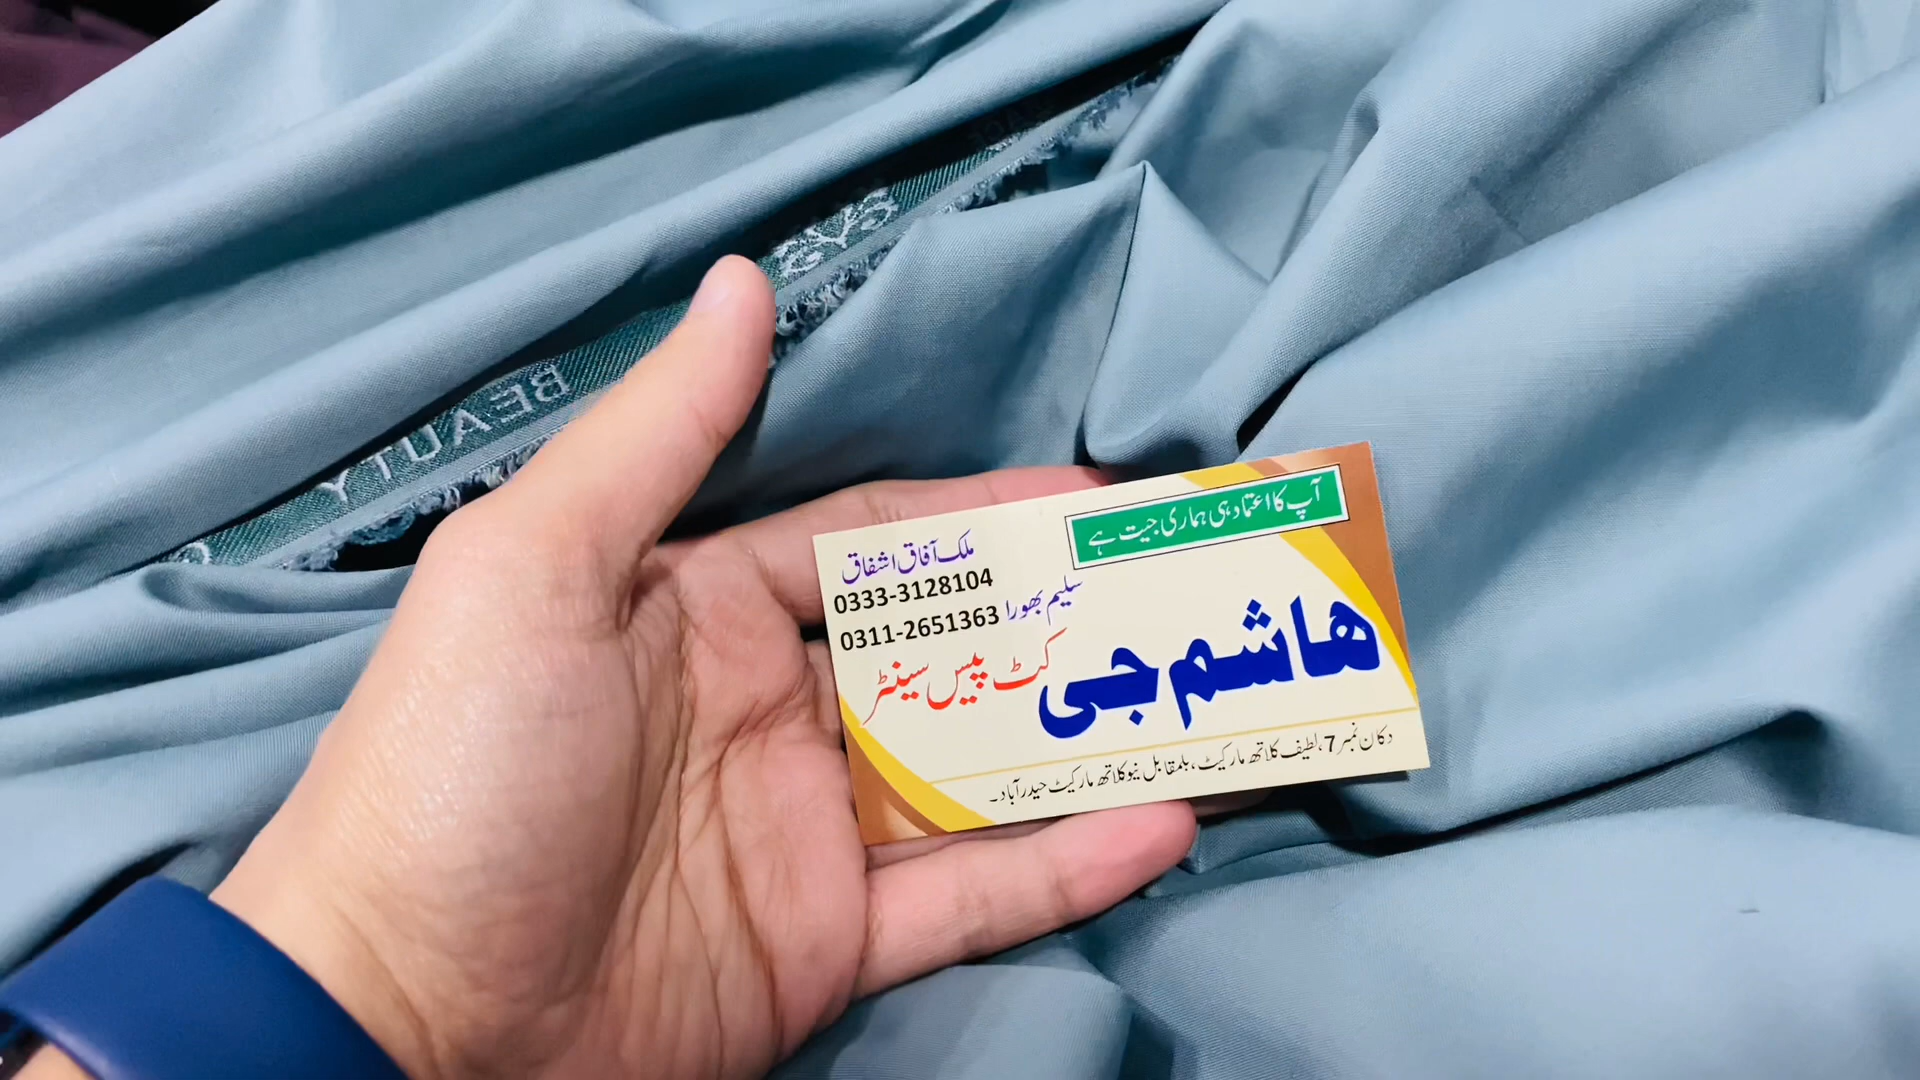 آپ کا اعتماد ہی ہماری جیت ہے
ملک آفاق اشفاق
0333-3128104
سلیم بھورا 0311-2651363
ھاشم جی کٹ پیس سینٹر
دکان نمبر 7، لطیف کلاتھ مارکیٹ، بلمقابل نیو کلاتھ مارکیٹ حیدرآباد۔
BEAUTY